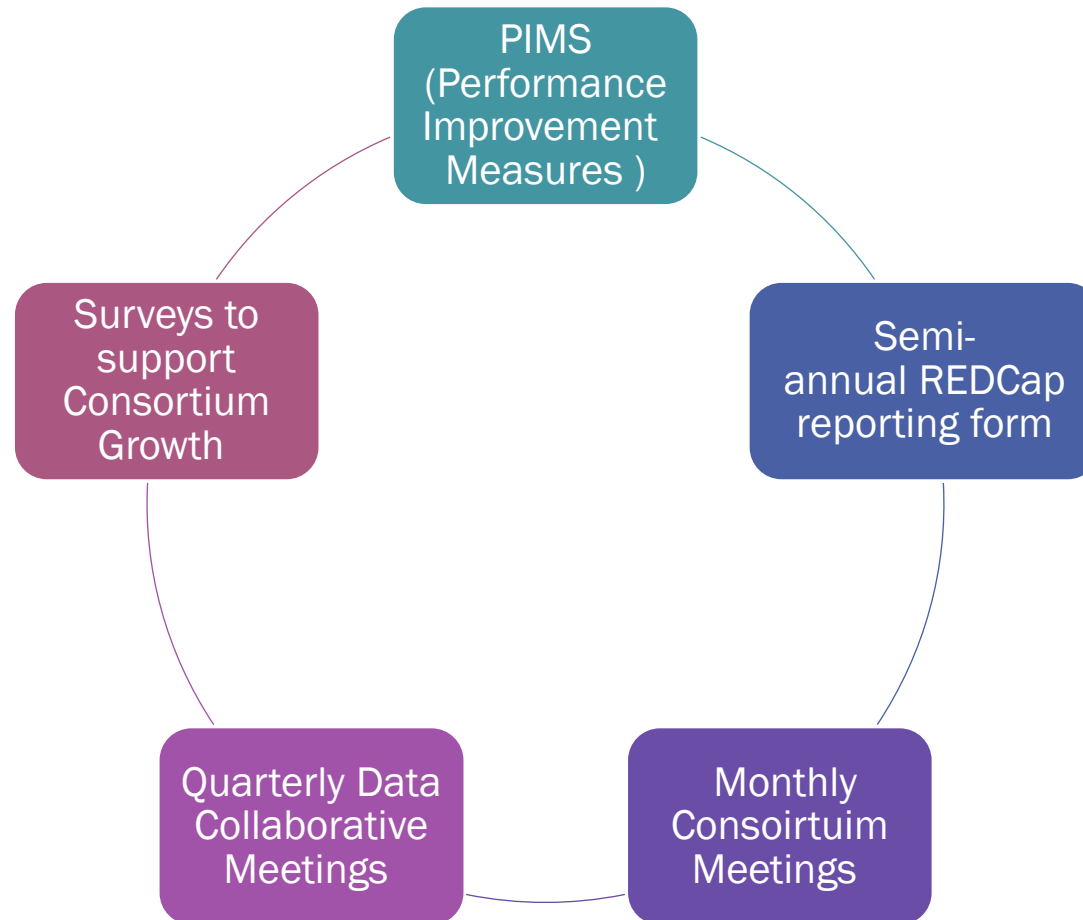 PIMS
(Performance
Improvement
Measures )
Semi-
annual REDCap
reporting form
Monthly
Consoirtuim
Meetings
Quarterly Data
Collaborative
Meetings
Surveys to
support
Consortium
Growth